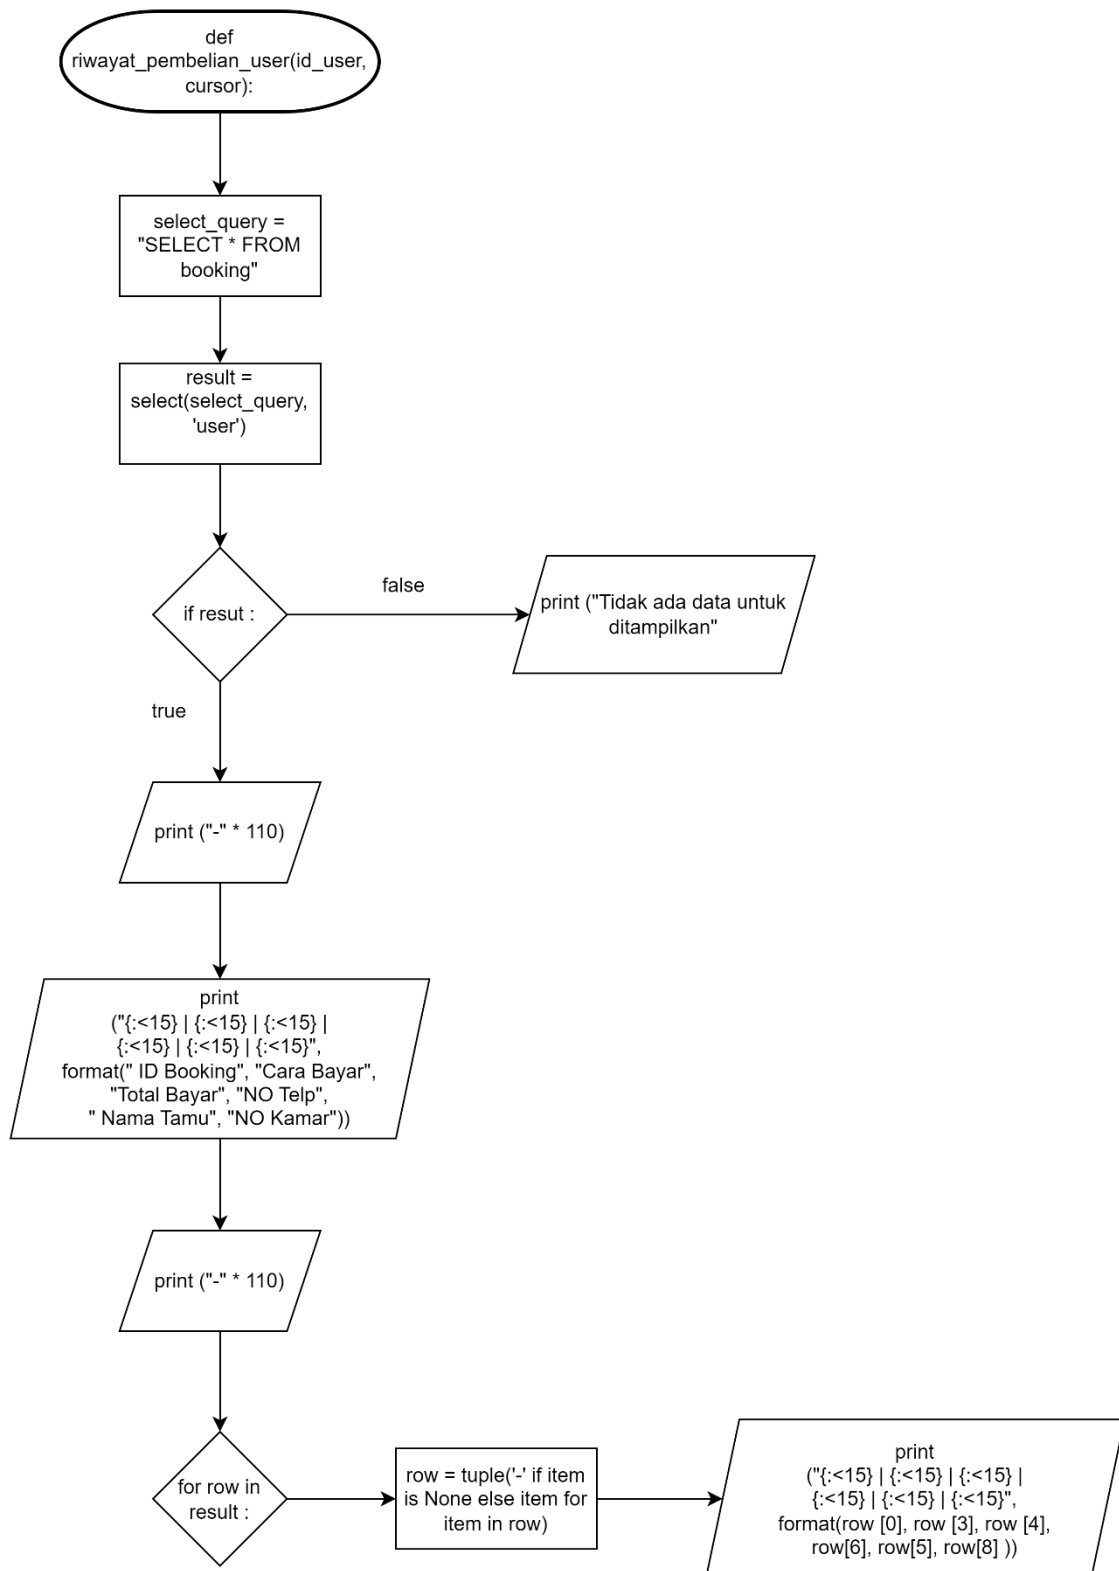 def
riwayat_pembelian_user(id_user,
cursor):
select_query =
"SELECT * FROM
booking"
result =
select(select_query,
'user')
if resut :
false
print ("Tidak ada data untuk
ditampilkan"
true
print ("-" * 110)
print
("{:<15} | {:<15} | {:<15} |
{:<15} | {:<15} | {:<15}",
format(" ID Booking", "Cara Bayar",
"Total Bayar", "NO Telp",
" Nama Tamu", "NO Kamar"))
print ("-" * 110)
for row in
result :
row = tuple('-' if item
is None else item for
item in row)
print
("{:<15} | {:<15} | {:<15} |
{:<15} | {:<15} | {:<15}",
format(row [0], row [3], row [4],
row[6], row[5], row[8] ))